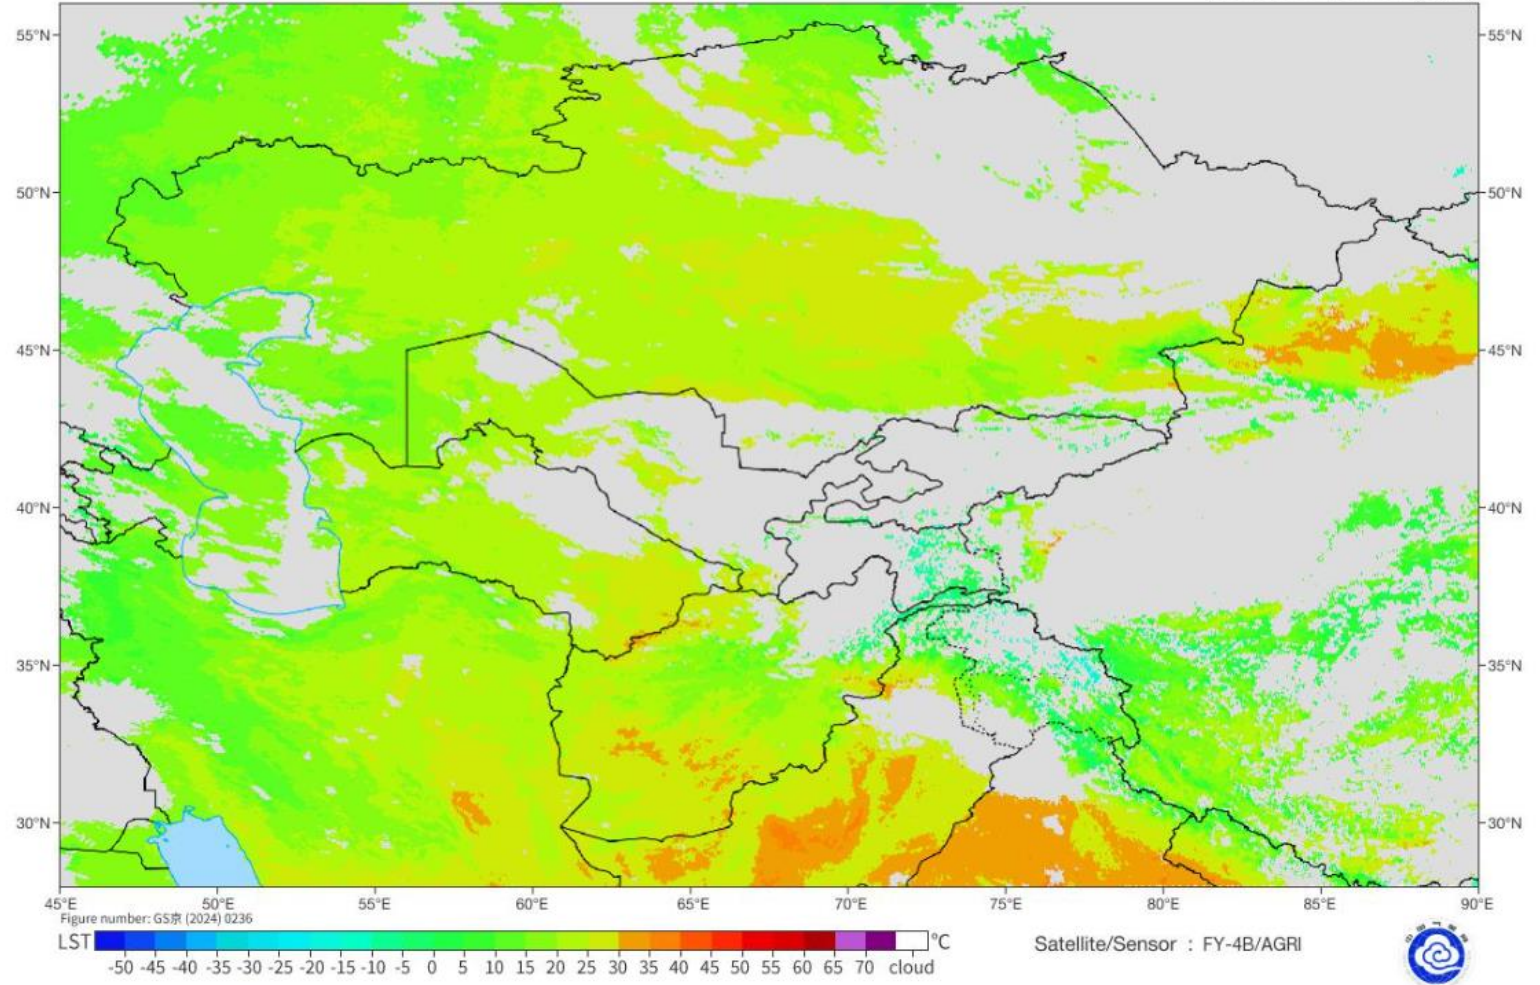 55°N 55°N
50°N 50°N
45°N 45°N
40°N 40°N
35°N 35°N
30°N 30°N
45°E 50°E 55°E 60°E 65°E 70°E 75°E 80°E 85°E 90°E
Figure number: GS京 (2024) 0236
LST °C
-50 -45 -40 -35 -30 -25 -20 -15 -10 -5 0 5 10 15 20 25 30 35 40 45 50 55 60 65 70 cloud
Satellite/Sensor : FY-4B/AGRI